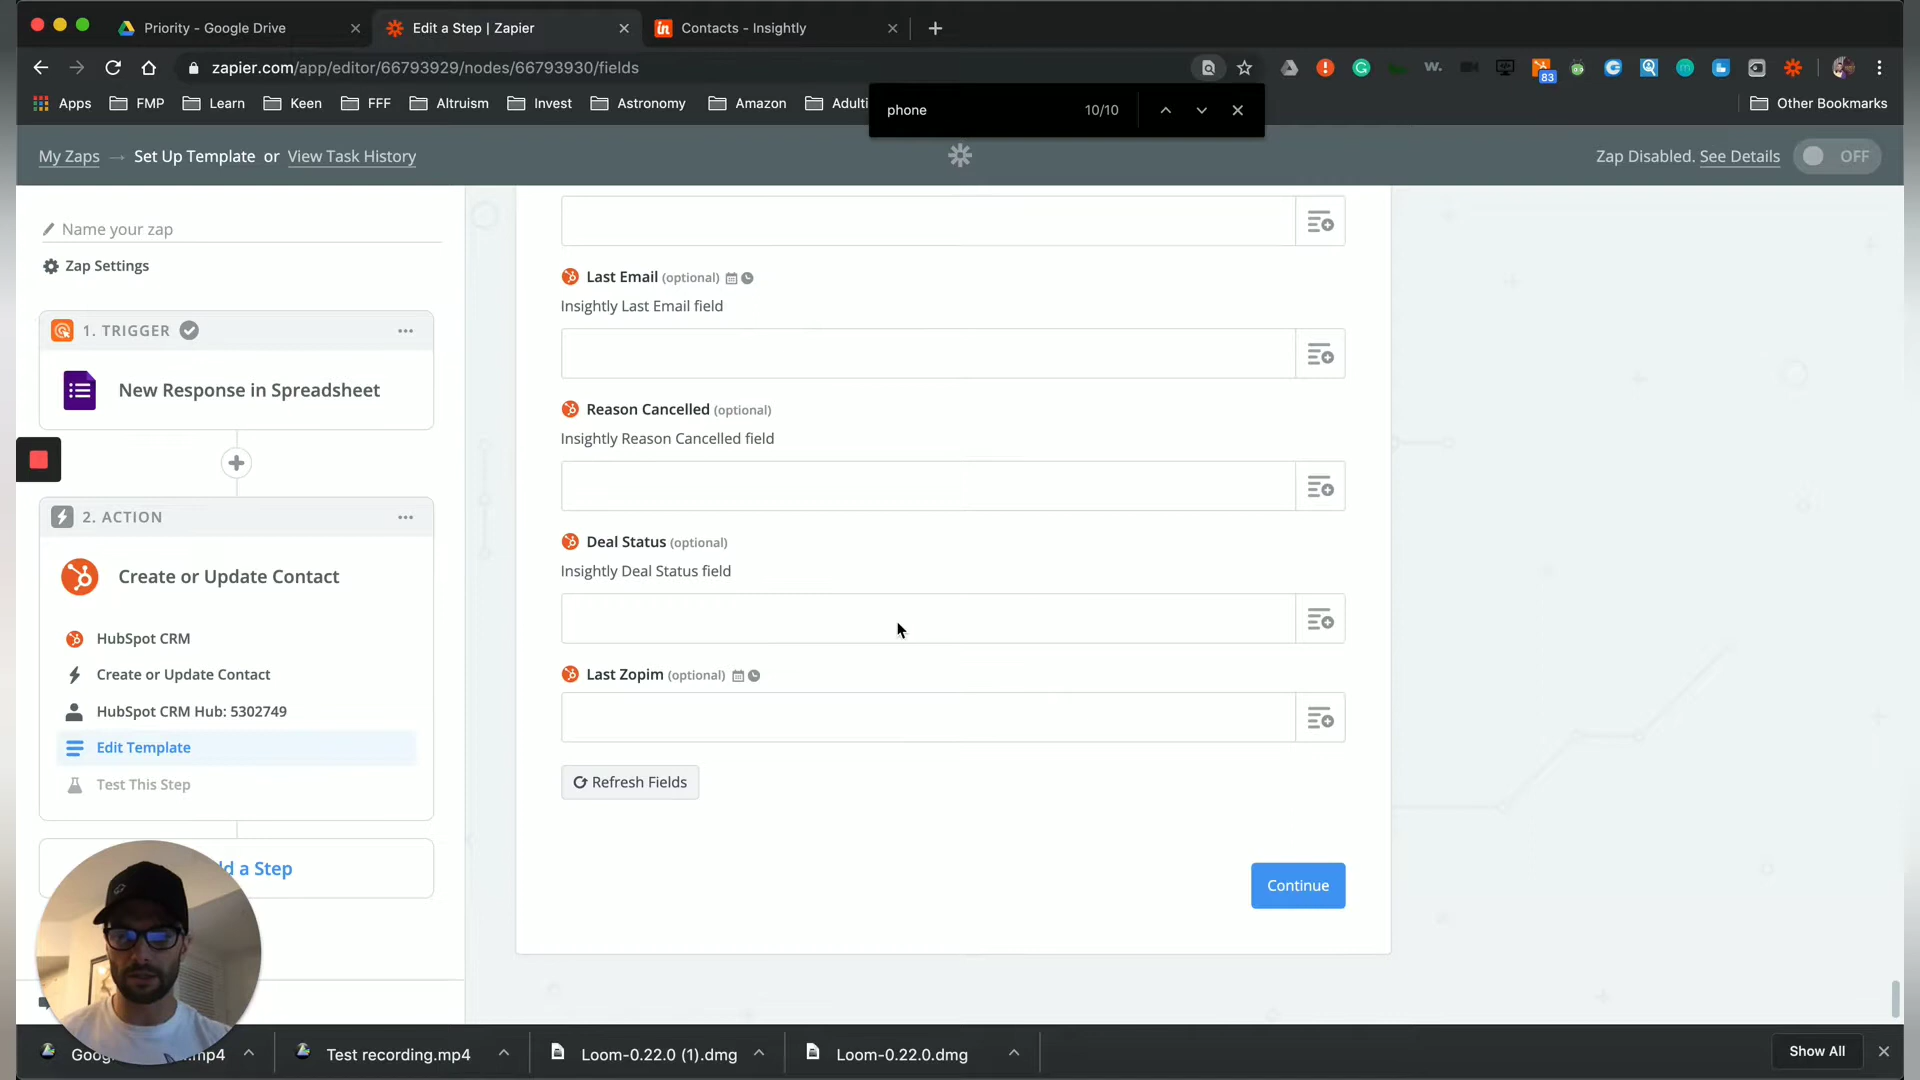 Priority - Google Drive
Edit a Step | Zapier
in
Contacts - Insightly
zapier.com/app/editor/66793929/nodes/66793930/fields
W.
83
Apps
FMP
Learn
Keen
FFF
Altruism
Invest
Astronomy
Amazon
Adulti
Other Bookmarks
phone
10/10
My Zaps → Set Up Template or View Task History
Zap Disabled. See Details
OFF
Name your zap
Zap Settings
1. TRIGGER
New Response in Spreadsheet
2. ACTION
Create or Update Contact
HubSpot CRM
Create or Update Contact
HubSpot CRM Hub: 5302749
Edit Template
Test This Step
d a Step
Last Email (optional)
Insightly Last Email field
Reason Cancelled (optional)
Insightly Reason Cancelled field
Deal Status (optional)
Insightly Deal Status field
Last Zopim (optional)
Refresh Fields
Continue
Goo
.mp4
Test recording.mp4
Loom-0.22.0 (1).dmg
Loom-0.22.0.dmg
Show All